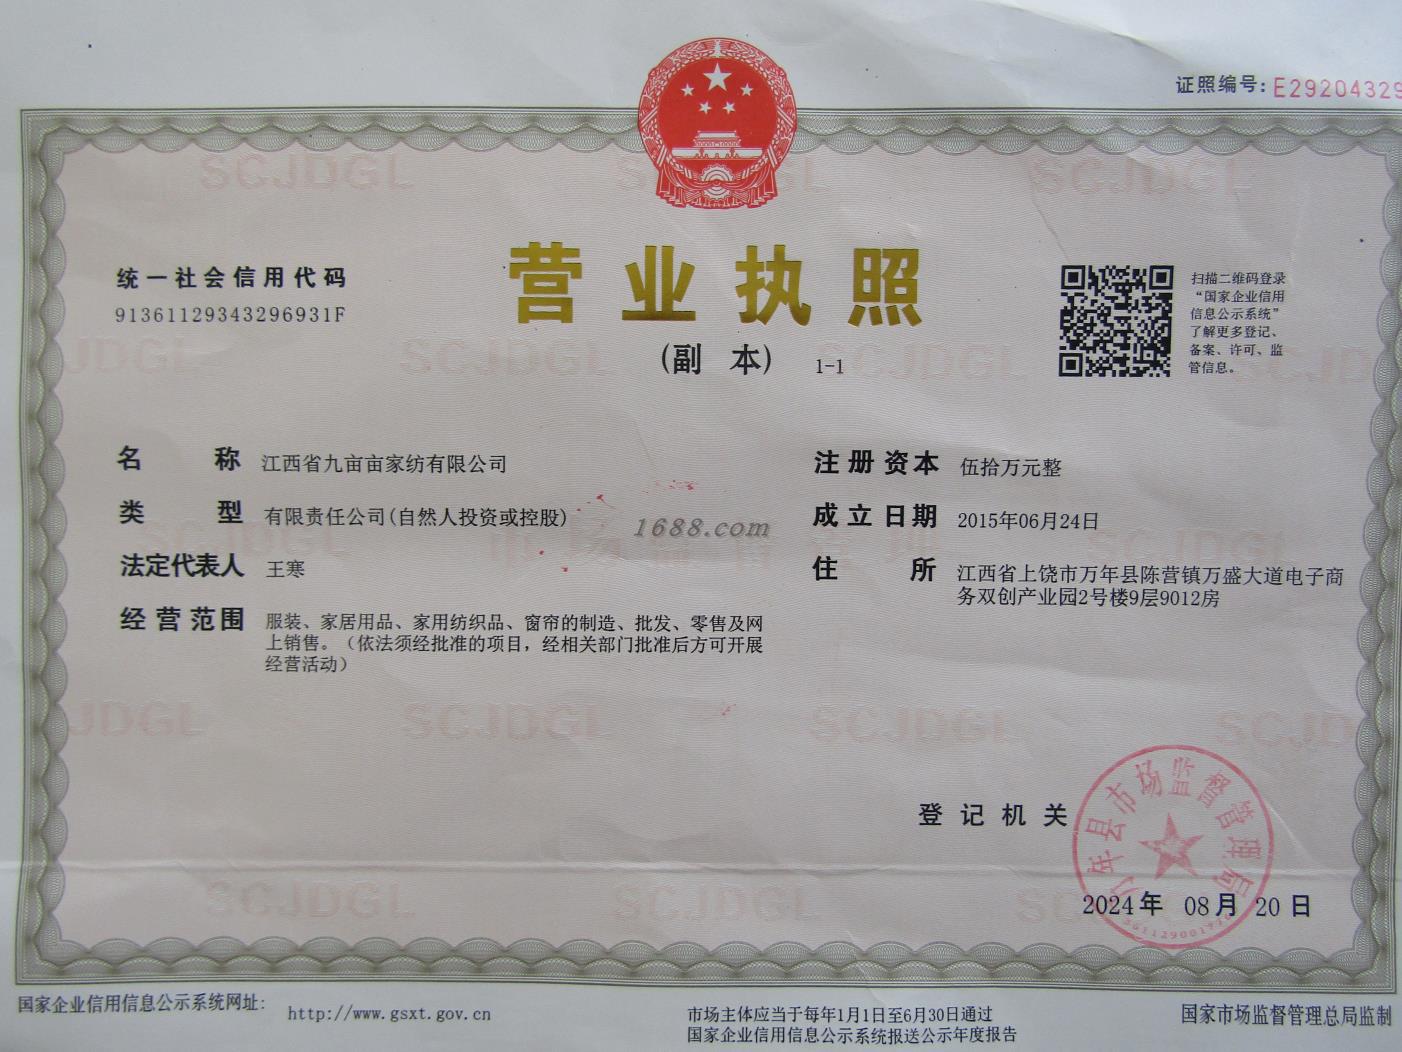 证照编号：E29204329
统一社会信用代码
91361129343296931F
营业执照
(副 本) 1-1
扫描二维码登录
“国家企业信用
信息公示系统”
了解更多登记、
备案、许可、监
管信息。
名 称 江西省九亩亩家纺有限公司
类 型 有限责任公司(自然人投资或控股)
法定代表人 王寒
经营范围 服装、家居用品、家用纺织品、窗帘的制造、批发、零售及网
上销售。（依法须经批准的项目，经相关部门批准后方可开展
经营活动）
注册资本 伍拾万元整
成立日期 2015年06月24日
住 所 江西省上饶市万年县陈营镇万盛大道电子商
务双创产业园2号楼9层9012房
1688.com
登记机关
万年县市场监督管理局
2024年 08月 20日
国家企业信用信息公示系统网址：
http://www.gsxt.gov.cn
市场主体应当于每年1月1日至6月30日通过
国家企业信用信息公示系统报送公示年度报告
国家市场监督管理总局监制
SCJDGL